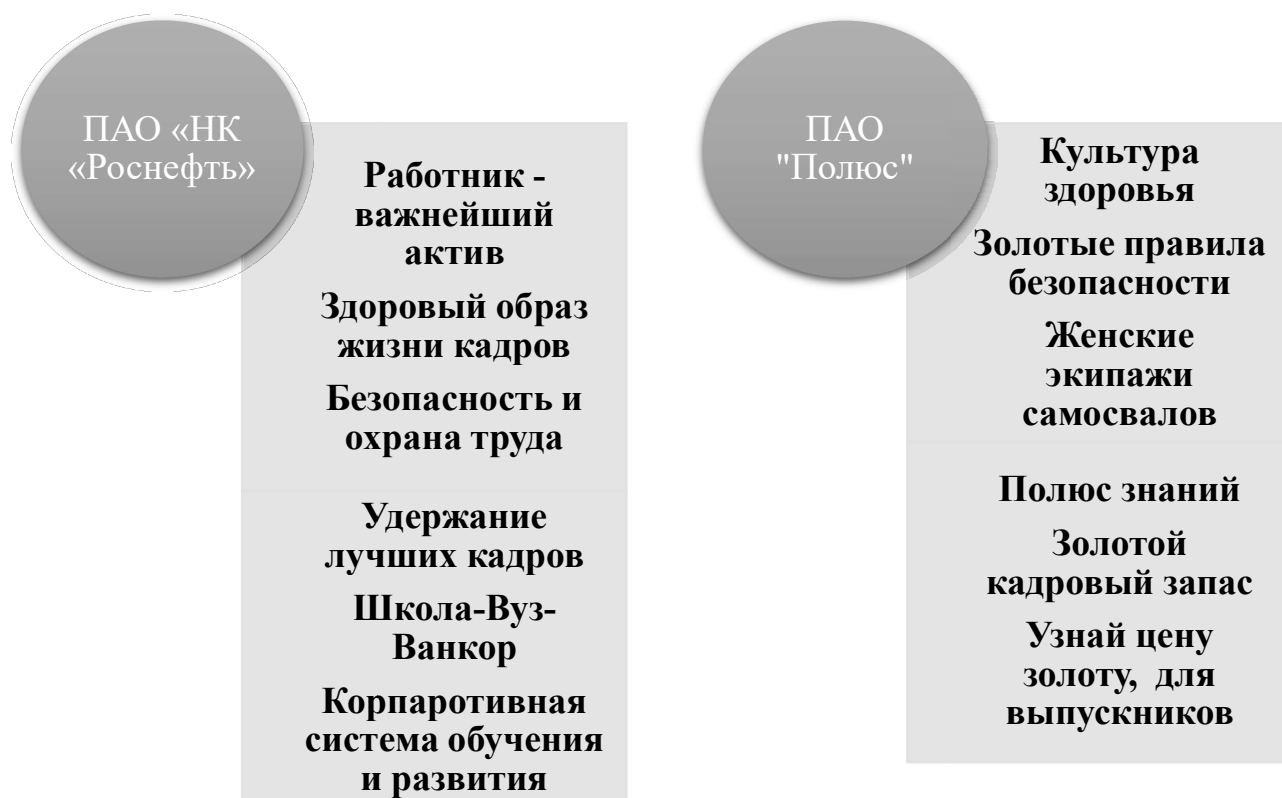 ПАО «НК
«Роснефть»
Работник -
важнейший
актив
Здоровый образ
жизни кадров
Безопасность и
охрана труда
Удержание
лучших кадров
Школа-Вуз-
Ванкор
Корпаротивная
система обучения
и развития
ПАО
"Полюс"
Культура
здоровья
Золотые правила
безопасности
Женские
экипажи
самосвалов
Полюс знаний
Золотой
кадровый запас
Узнай цену
золоту, для
выпускников